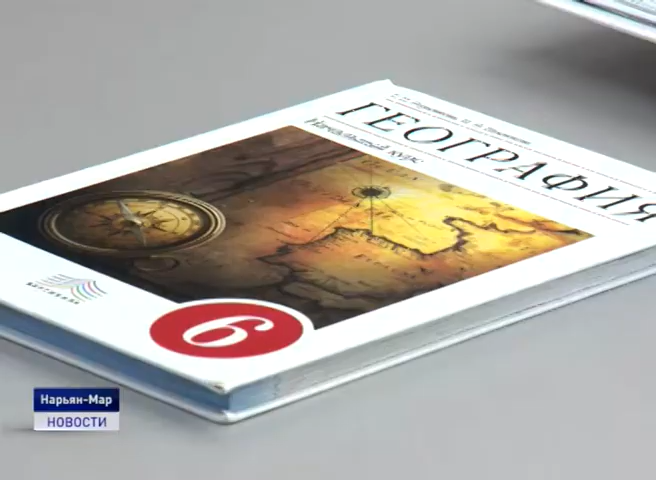 ГЕОГРАФИЯ
Начальный курс
6
Нарьян-Мар
НОВОСТИ